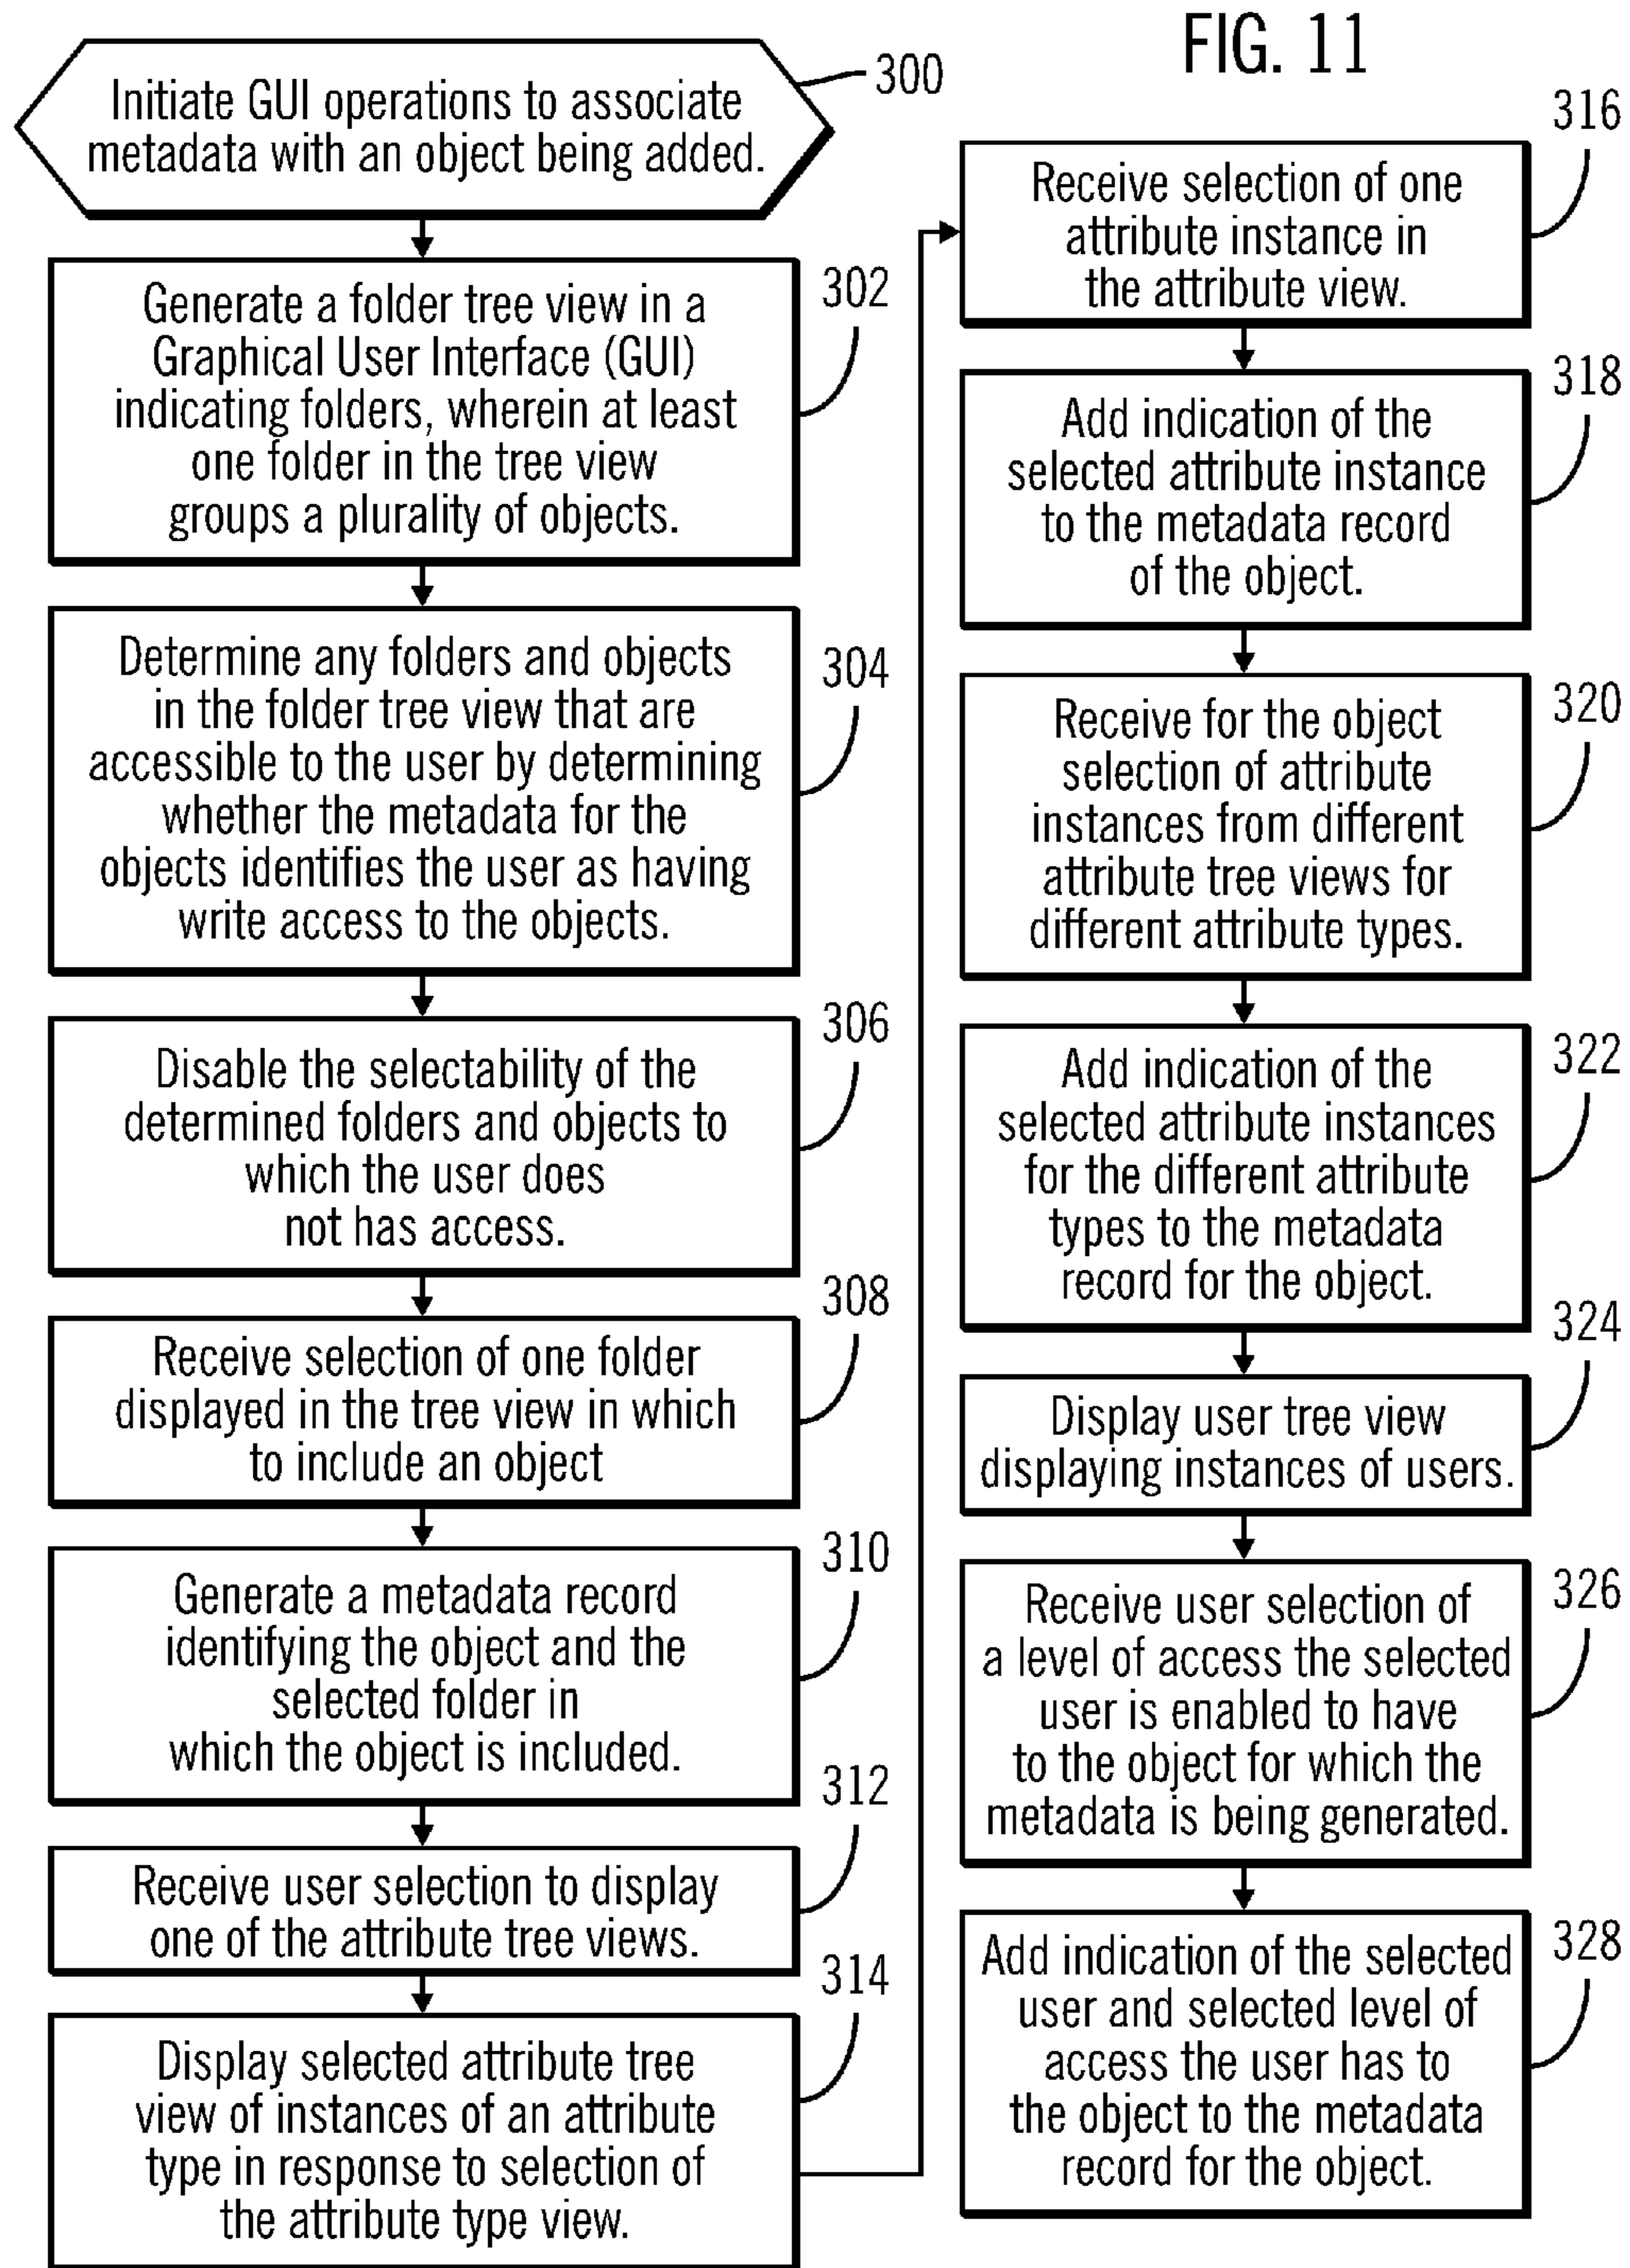 FIG. 11
Initiate GUI operations to associate
metadata with an object being added.
300
Generate a folder tree view in a
Graphical User Interface (GUI)
indicating folders, wherein at least
one folder in the tree view
groups a plurality of objects.
302
Determine any folders and objects
in the folder tree view that are
accessible to the user by determining
whether the metadata for the
objects identifies the user as having
write access to the objects.
304
Disable the selectability of the
determined folders and objects to
which the user does
not has access.
306
Receive selection of one folder
displayed in the tree view in which
to include an object
308
Generate a metadata record
identifying the object and the
selected folder in
which the object is included.
310
Receive user selection to display
one of the attribute tree views.
312
Display selected attribute tree
view of instances of an attribute
type in response to selection of
the attribute type view.
314
Receive selection of one
attribute instance in
the attribute view.
316
Add indication of the
selected attribute instance
to the metadata record
of the object.
318
Receive for the object
selection of attribute
instances from different
attribute tree views for
different attribute types.
320
Add indication of the
selected attribute instances
for the different attribute
types to the metadata
record for the object.
322
Display user tree view
displaying instances of users.
324
Receive user selection of
a level of access the selected
user is enabled to have
to the object for which the
metadata is being generated.
326
Add indication of the selected
user and selected level of
access the user has to
the object to the metadata
record for the object.
328